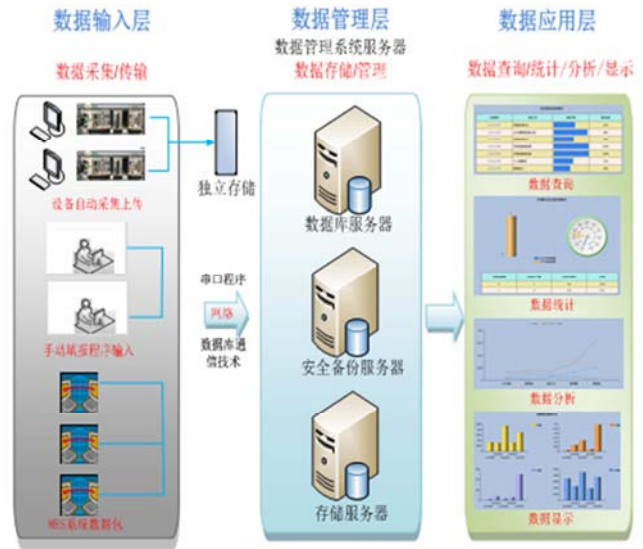 数据输入层
数据采集/传输
设备自动采集上传
手动填报程序输入
MES系统数据包
独立存储
串口程序
网络
数据库通
信技术
数据管理层
数据管理系统服务器
数据存储/管理
数据库服务器
安全备份服务器
存储服务器
数据应用层
数据查询/统计/分析/显示
数据查询
数据统计
数据分析
数据显示